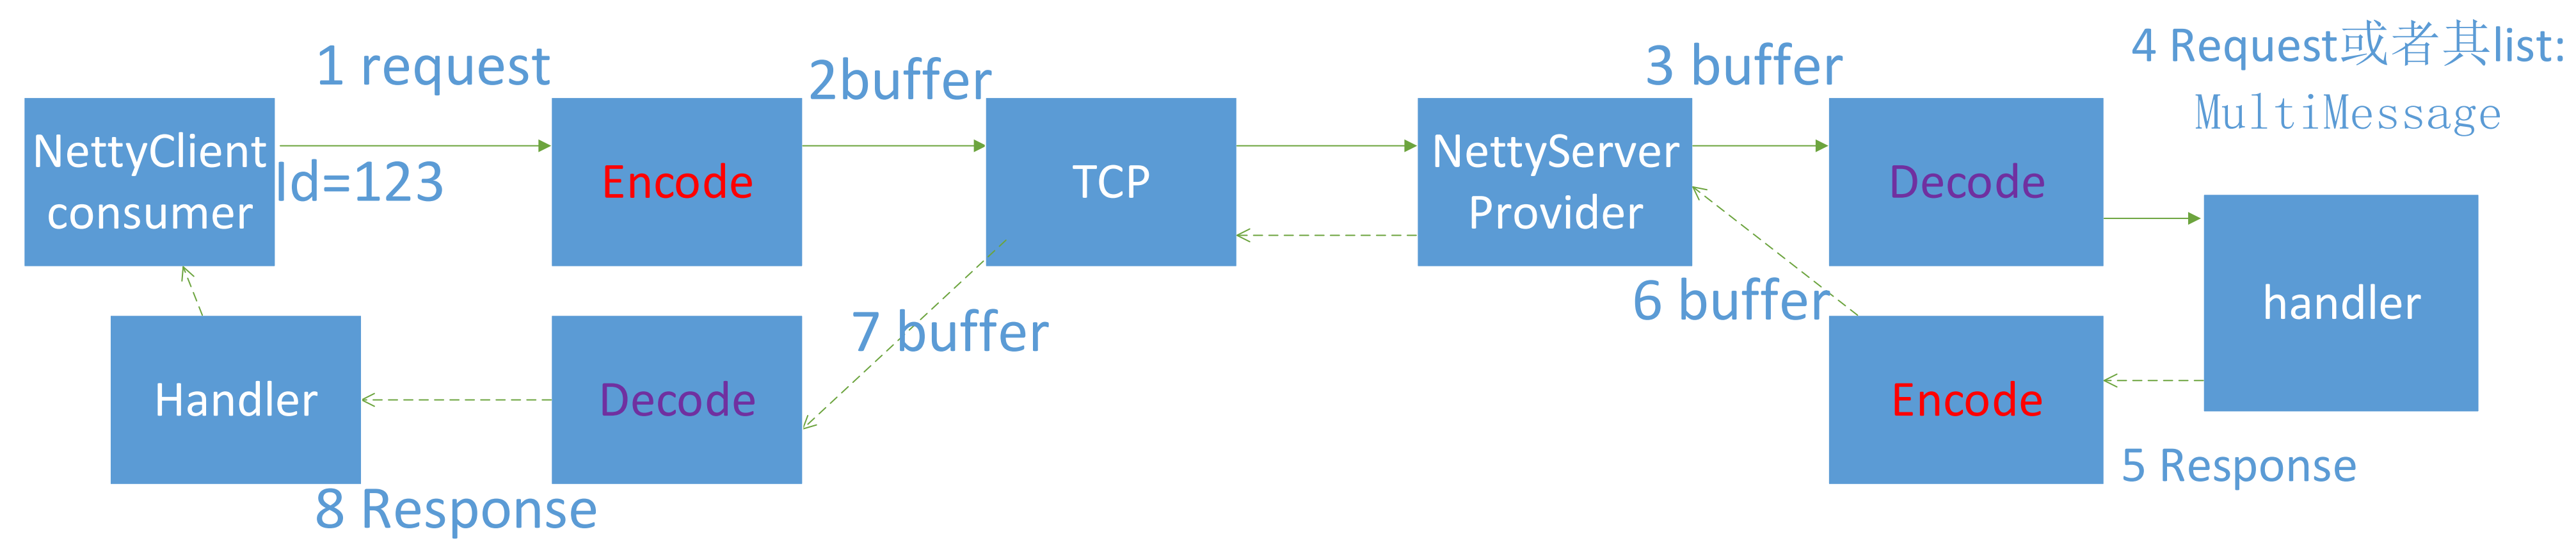 1 request
2buffer
3 buffer
4 Request或者其list:
MultiMessage
NettyClient
consumer
Id=123
Encode
TCP
NettyServer
Provider
Decode
handler
6 buffer
7 buffer
Handler
Decode
Encode
5 Response
8 Response